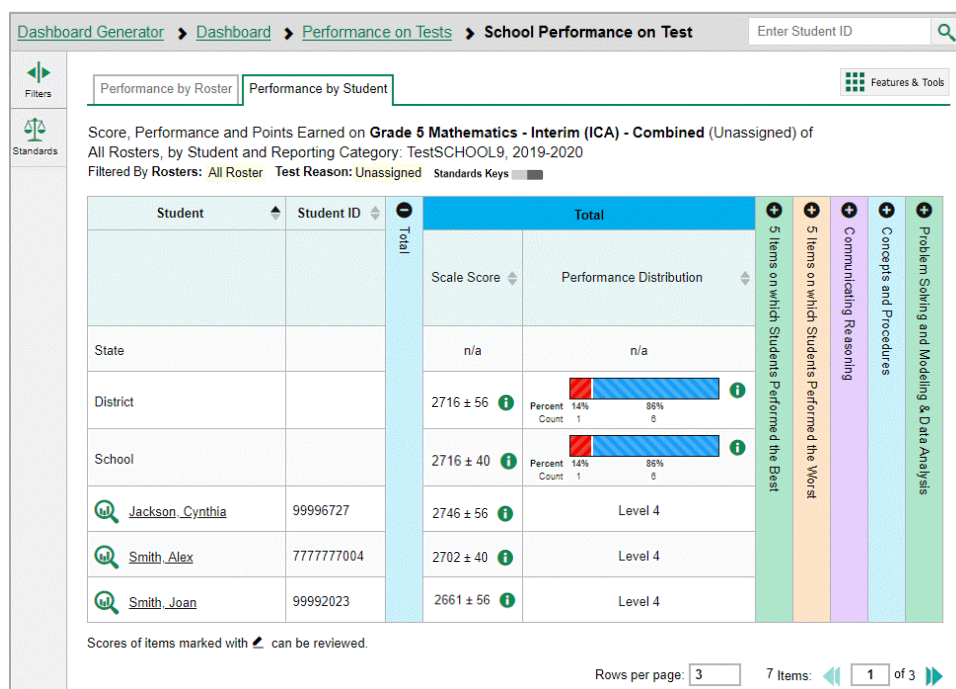 Dashboard Generator > Dashboard > Performance on Tests > School Performance on Test
Enter Student ID
Filters
Standards
Performance by Roster
Performance by Student
Features & Tools
Score, Performance and Points Earned on Grade 5 Mathematics - Interim (ICA) - Combined (Unassigned) of
All Rosters, by Student and Reporting Category: TestSCHOOL9, 2019-2020
Filtered By Rosters: All Roster Test Reason: Unassigned Standards Keys
Student
Student ID
Total
Total
Scale Score
Performance Distribution
5 Items on which Students Performed the Best
5 Items on which Students Performed the Worst
Communicating Reasoning
Concepts and Procedures
Problem Solving and Modeling & Data Analysis
State n/a n/a
District 2716 ± 56
Percent 14% 86%
Count 1 6
School 2716 ± 40
Percent 14% 86%
Count 1 6
Jackson, Cynthia 99996727 2746 ± 56 Level 4
Smith, Alex 7777777004 2702 ± 40 Level 4
Smith, Joan 99992023 2661 ± 56 Level 4
Scores of items marked with can be reviewed.
Rows per page: 3 7 Items: 1 of 3